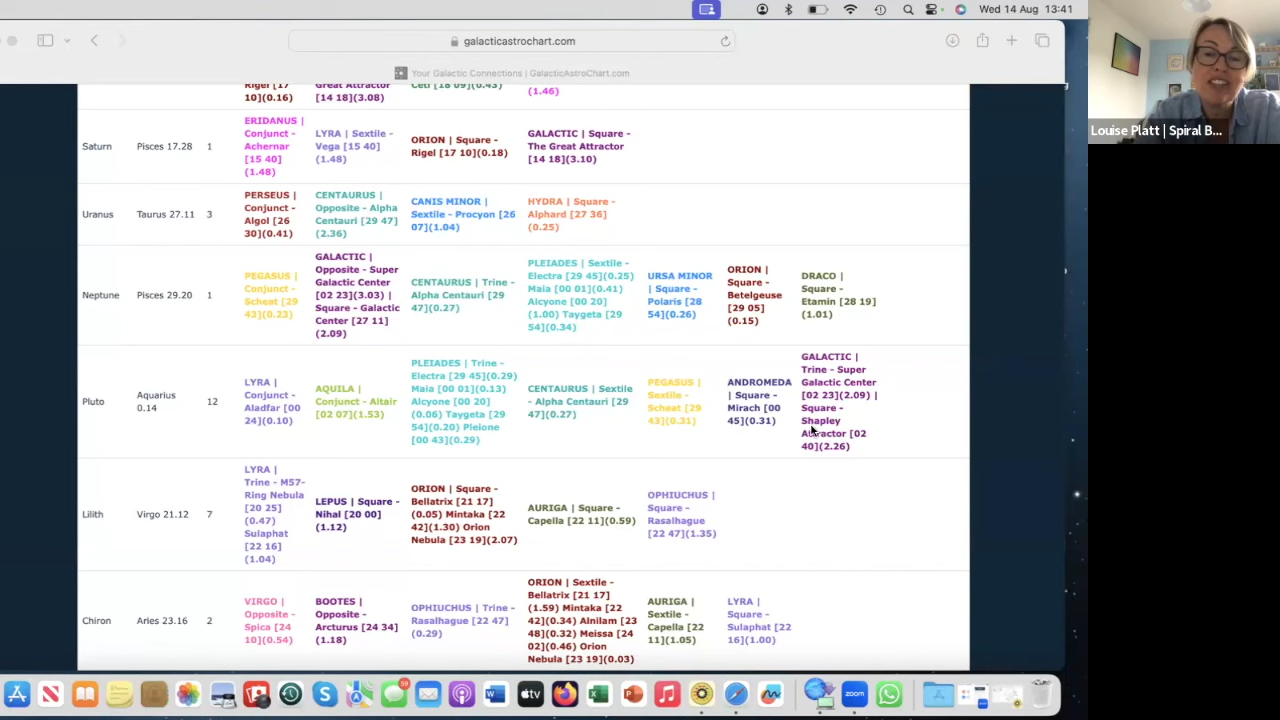 Wed 14 Aug 13:41
galacticastrochart.com
Your Galactic Connections | GalacticAstroChart.com
Rigel [17
10](0.16)
Great Attractor
[14 18](3.08)
Ceti [18 09](0.43)
(1.46)
Saturn
Pisces 17.28
1
ERIDANUS |
Conjunct -
Achernar
[15 40]
(1.48)
LYRA | Sextile -
Vega [15 40]
(1.48)
ORION | Square -
Rigel [17 10](0.18)
GALACTIC | Square -
The Great Attractor
[14 18](3.10)
Uranus
Taurus 27.11
3
PERSEUS |
Conjunct -
Algol [26
30](0.41)
CENTAURUS |
Opposite - Alpha
Centauri [29 47]
(2.36)
CANIS MINOR |
Sextile - Procyon [26
07](1.04)
HYDRA | Square -
Alphard [27 36]
(0.25)
Neptune
Pisces 29.20
1
PEGASUS |
Conjunct -
Scheat [29
43](0.23)
GALACTIC |
Opposite - Super
Galactic Center
[02 23](3.03) |
Square - Galactic
Center [27 11]
(2.09)
CENTAURUS | Trine -
Alpha Centauri [29
47](0.27)
PLEIADES | Sextile -
Electra [29 45](0.25)
Maia [00 01](0.41)
Alcyone [00 20]
(1.00) Taygeta [29
54](0.34)
URSA MINOR
| Square -
Polaris [28
54](0.26)
ORION |
Square -
Betelgeuse
[29 05]
(0.15)
DRACO |
Square -
Etamin [28 19]
(1.01)
Pluto
Aquarius
0.14
12
LYRA |
Conjunct -
Aladfar [00
24](0.10)
AQUILA |
Conjunct - Altair
[02 07](1.53)
PLEIADES | Trine -
Electra [29 45](0.29)
Maia [00 01](0.13)
Alcyone [00 20]
(0.06) Taygeta [29
54](0.20) Pleione
[00 43](0.29)
CENTAURUS | Sextile
- Alpha Centauri [29
47](0.27)
PEGASUS |
Sextile -
Scheat [29
43](0.31)
ANDROMEDA
| Square -
Mirach [00
45](0.31)
GALACTIC |
Trine - Super
Galactic Center
[02 23](2.09) |
Square -
Shapley
Attractor [02
40](2.26)
Lilith
Virgo 21.12
7
LYRA |
Trine - M57-
Ring Nebula
[20 25]
(0.47)
Sulaphat
[22 16]
(1.04)
LEPUS | Square -
Nihal [20 00]
(1.12)
ORION | Square -
Bellatrix [21 17]
(0.05) Mintaka [22
42](1.30) Orion
Nebula [23 19](2.07)
AURIGA | Square -
Capella [22 11](0.59)
OPHIUCHUS |
Square -
Rasalhague
[22 47](1.35)
Chiron
Aries 23.16
2
VIRGO |
Opposite -
Spica [24
10](0.54)
BOOTES |
Opposite -
Arcturus [24 34]
(1.18)
OPHIUCHUS | Trine -
Rasalhague [22 47]
(0.29)
ORION | Sextile -
Bellatrix [21 17]
(1.59) Mintaka [22
42](0.34) Alnilam [23
48](0.32) Meissa [24
02](0.46) Orion
Nebula [23 19](0.03)
AURIGA |
Sextile -
Capella [22
11](1.05)
LYRA |
Square -
Sulaphat [22
16](1.00)
Louise Platt | Spiral B...